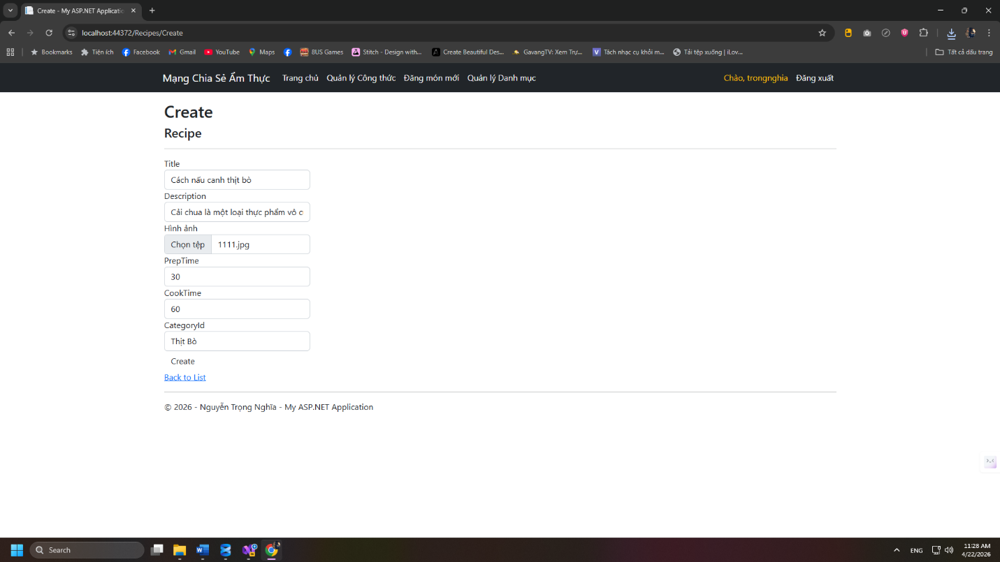 Create - My ASP.NET Applicatio
localhost:44372/Recipes/Create
Bookmarks Tiện ích Facebook Gmail YouTube Maps 8US Games Stitch - Design with... Create Beautiful Des... GavangTV: Xem Trự... Tách nhạc cụ khỏi m... Tải tệp xuống | iLov... Tất cả dấu trang
Mạng Chia Sẻ Ẩm Thực Trang chủ Quản lý Công thức Đăng món mới Quản lý Danh mục Chào, trongnghia Đăng xuất
Create
Recipe
Title
Cách nấu canh thịt bò
Description
Cải chua là một loại thực phẩm vô c
Hình ảnh
Chọn tệp 1111.jpg
PrepTime
30
CookTime
60
CategoryId
Thịt Bò
Create
Back to List
© 2026 - Nguyễn Trọng Nghĩa - My ASP.NET Application
Search
ENG
11:28 AM
4/22/2026